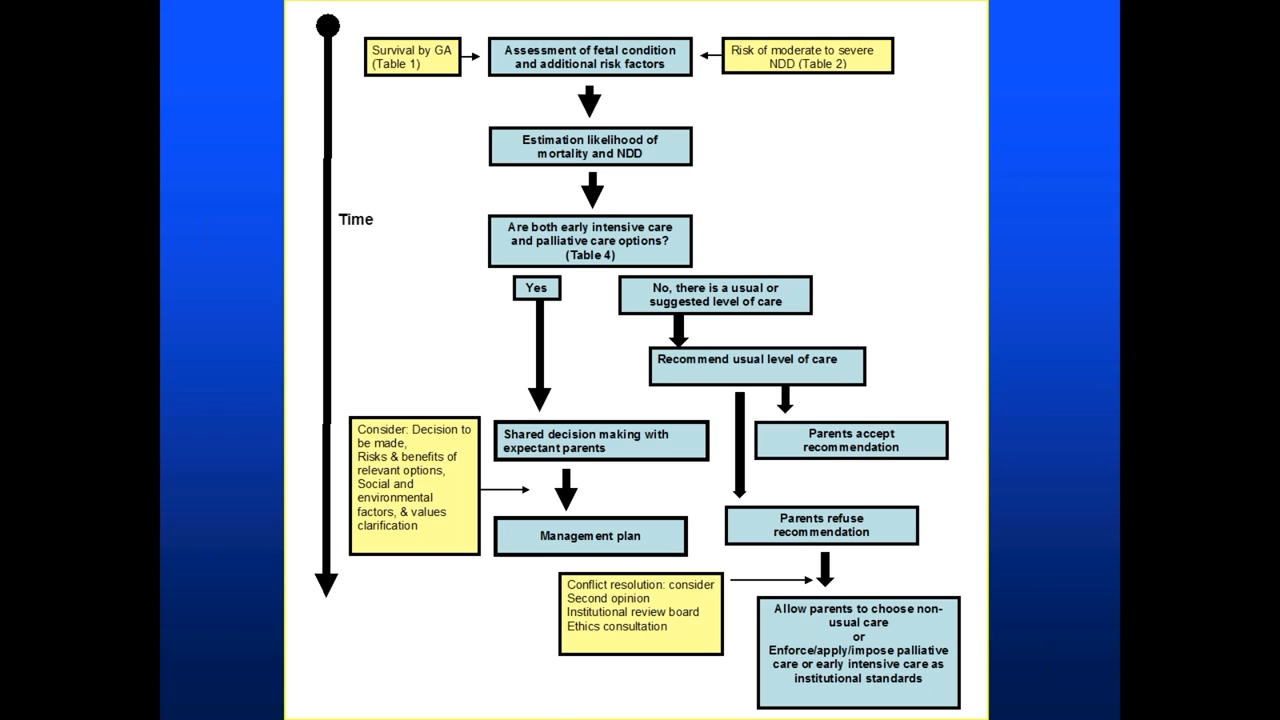 Survival by GA
(Table 1)
Assessment of fetal condition
and additional risk factors
Risk of moderate to severe
NDD (Table 2)
Estimation likelihood of
mortality and NDD
Time
Are both early intensive care
and palliative care options?
(Table 4)
Yes
No, there is a usual or
suggested level of care
Recommend usual level of care
Consider: Decision to
be made,
Risks & benefits of
relevant options,
Social and
environmental
factors, & values
clarification
Shared decision making with
expectant parents
Parents accept
recommendation
Management plan
Parents refuse
recommendation
Conflict resolution: consider
Second opinion
Institutional review board
Ethics consultation
Allow parents to choose non-
usual care
or
Enforce/apply/impose palliative
care or early intensive care as
institutional standards